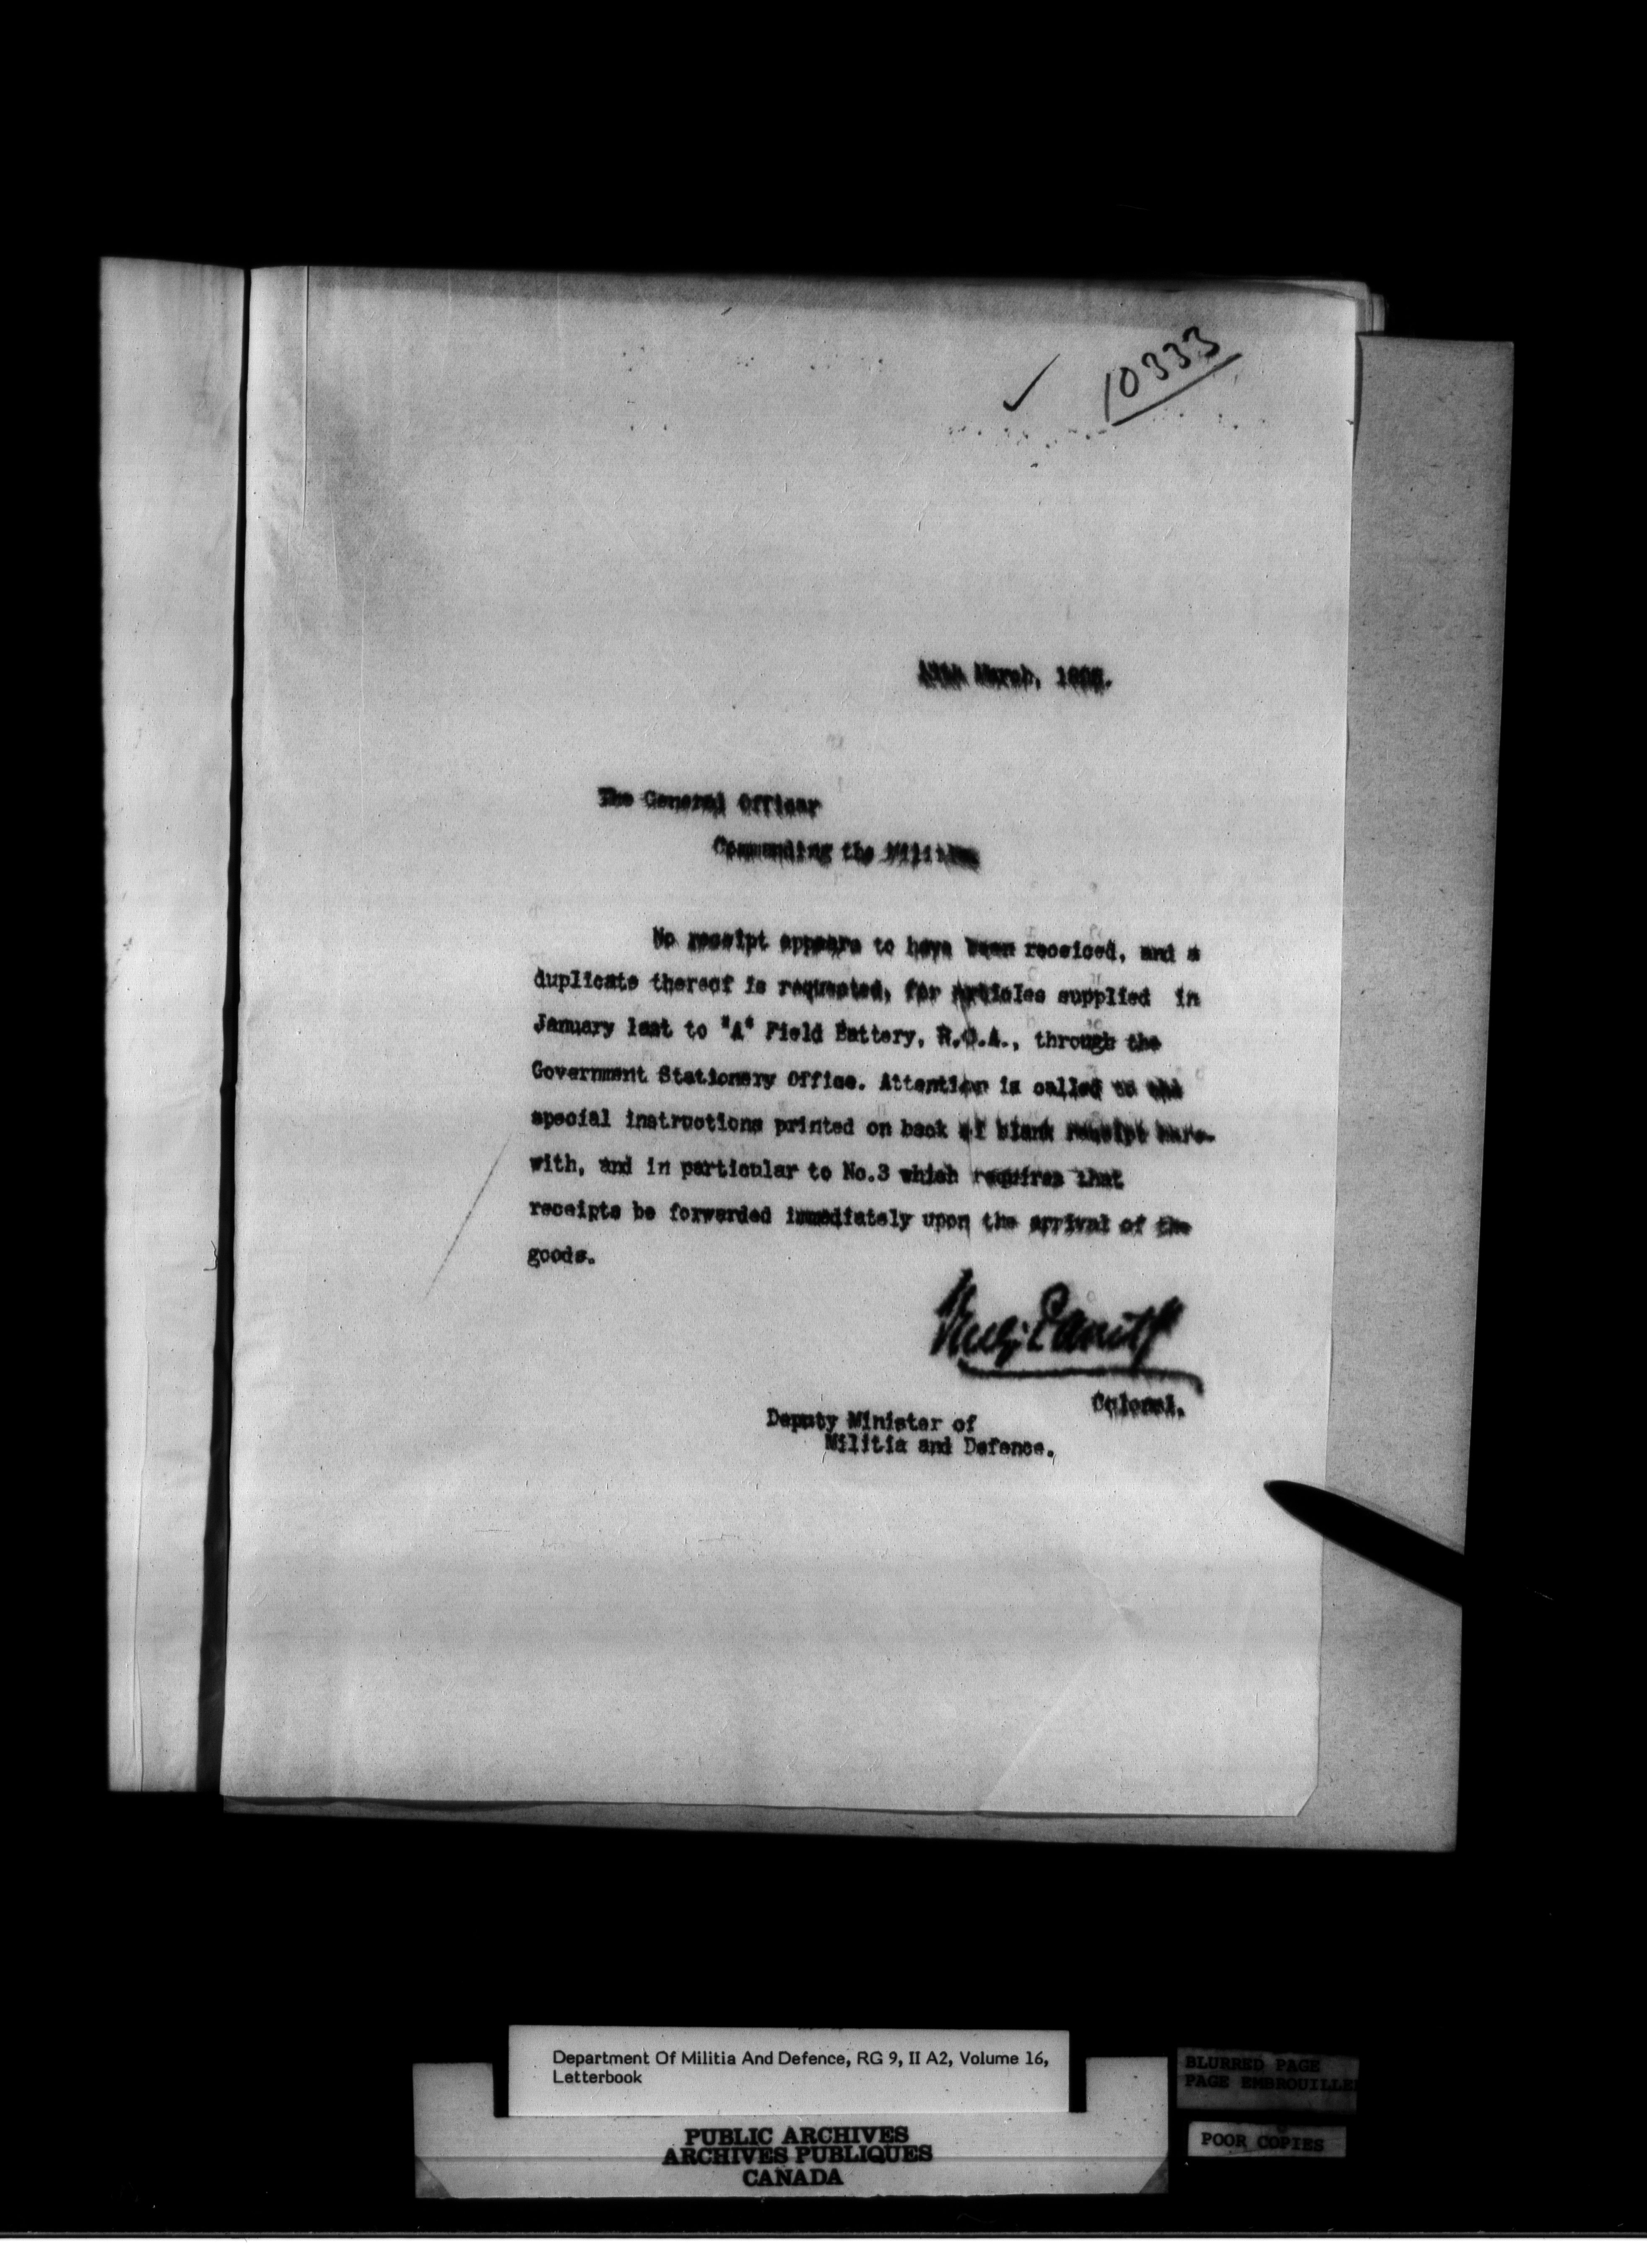 10333
March,
The General Officer
Commanding the Militia
No receipt appears to have been receiced, and a
duplicate thereof is requested, for articles supplied in
January last to "A" Field Battery, R.C.A., through the
Government Stationery Office. Attention is called to the
special instructions printed on back of blank receipt here-
with, and in particular to No.3 which requires that
receipts be forwarded immediately upon the arrival of the
goods.
Colonel.
Deputy Minister of
Militia and Defence.
Department Of Militia And Defence, RG 9, II A2, Volume 16,
Letterbook
PUBLIC ARCHIVES
ARCHIVES PUBLIQUES
CANADA
BLURRED PAGE
PAGE EMBROUILLE
POOR COPIES